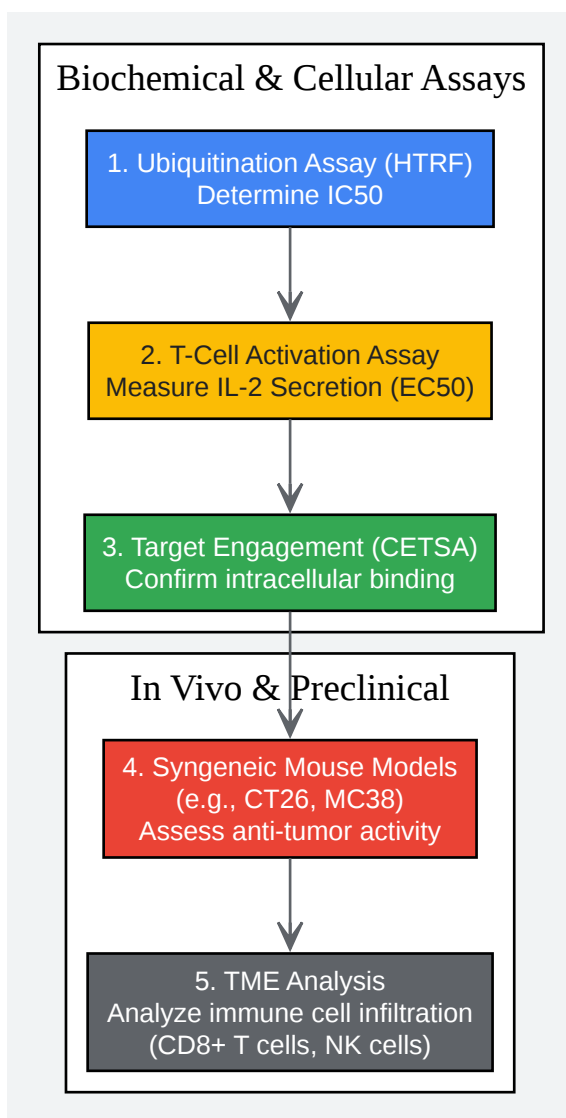 Biochemical & Cellular Assays
1. Ubiquitination Assay (HTRF)
Determine IC50
2. T-Cell Activation Assay
Measure IL-2 Secretion (EC50)
3. Target Engagement (CETSA)
Confirm intracellular binding
In Vivo & Preclinical
4. Syngeneic Mouse Models
(e.g., CT26, MC38)
Assess anti-tumor activity
5. TME Analysis
Analyze immune cell infiltration
(CD8+ T cells, NK cells)